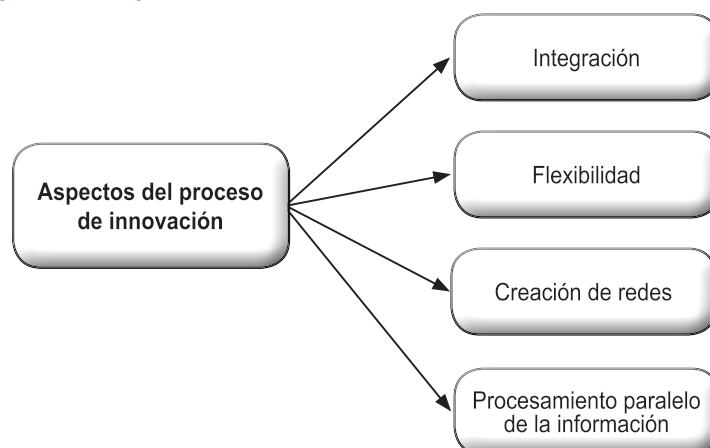 Aspectos del proceso
de innovación
Integración
Flexibilidad
Creación de redes
Procesamiento paralelo
de la información